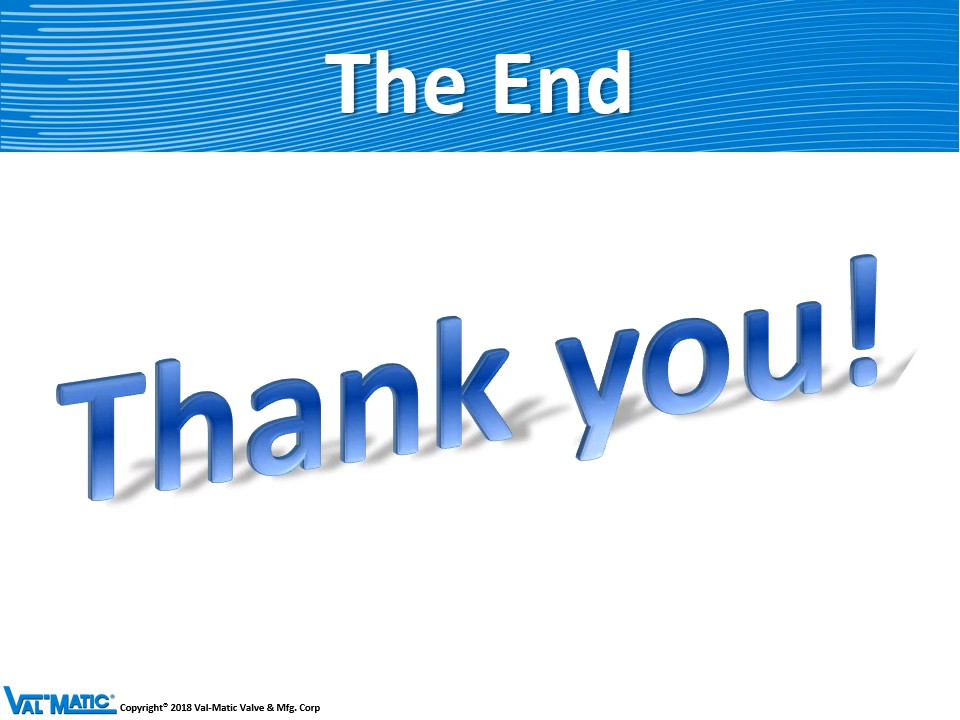 The End
Thank you!
VAL MATIC® Copyright© 2018 Val-Matic Valve & Mfg. Corp